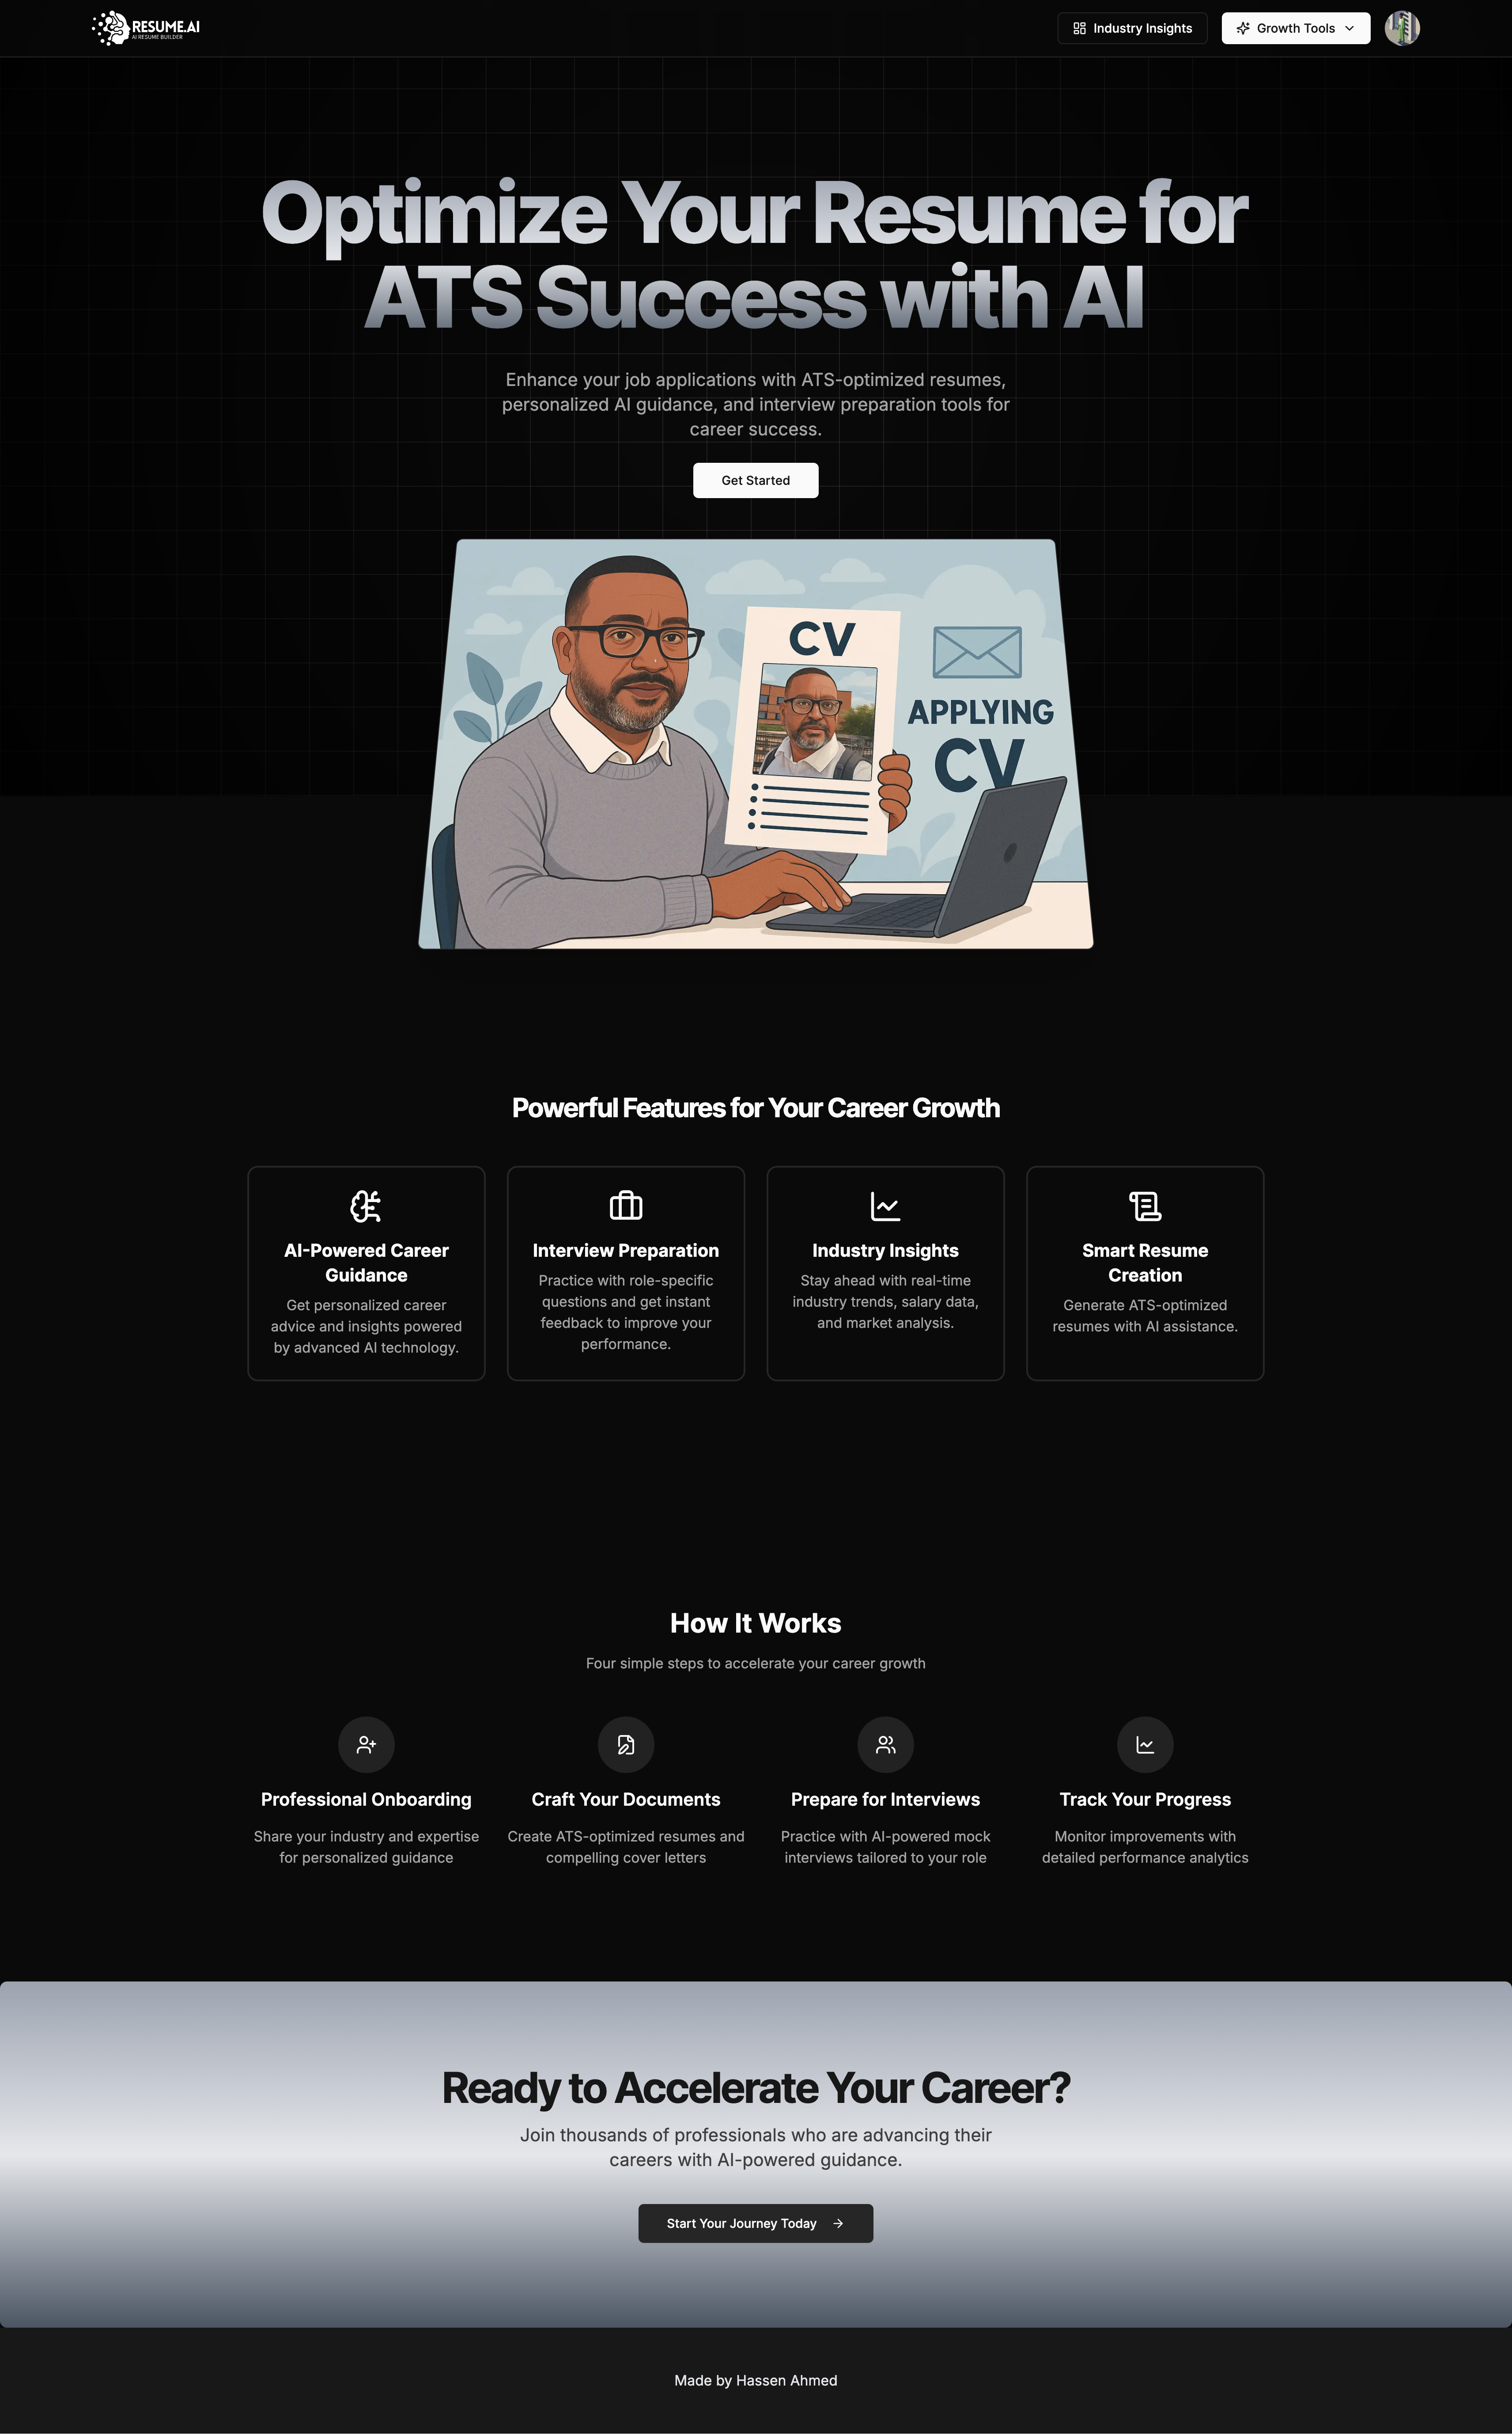 RESUME.AI
AI RESUME BUILDER
Industry Insights
Growth Tools
Optimize Your Resume for
ATS Success with AI
Enhance your job applications with ATS-optimized resumes,
personalized AI guidance, and interview preparation tools for
career success.
Get Started
CV
APPLYING
CV
Powerful Features for Your Career Growth
AI-Powered Career
Guidance
Get personalized career
advice and insights powered
by advanced AI technology.
Interview Preparation
Practice with role-specific
questions and get instant
feedback to improve your
performance.
Industry Insights
Stay ahead with real-time
industry trends, salary data,
and market analysis.
Smart Resume
Creation
Generate ATS-optimized
resumes with AI assistance.
How It Works
Four simple steps to accelerate your career growth
Professional Onboarding
Share your industry and expertise
for personalized guidance
Craft Your Documents
Create ATS-optimized resumes and
compelling cover letters
Prepare for Interviews
Practice with AI-powered mock
interviews tailored to your role
Track Your Progress
Monitor improvements with
detailed performance analytics
Ready to Accelerate Your Career?
Join thousands of professionals who are advancing their
careers with AI-powered guidance.
Start Your Journey Today
Made by Hassen Ahmed